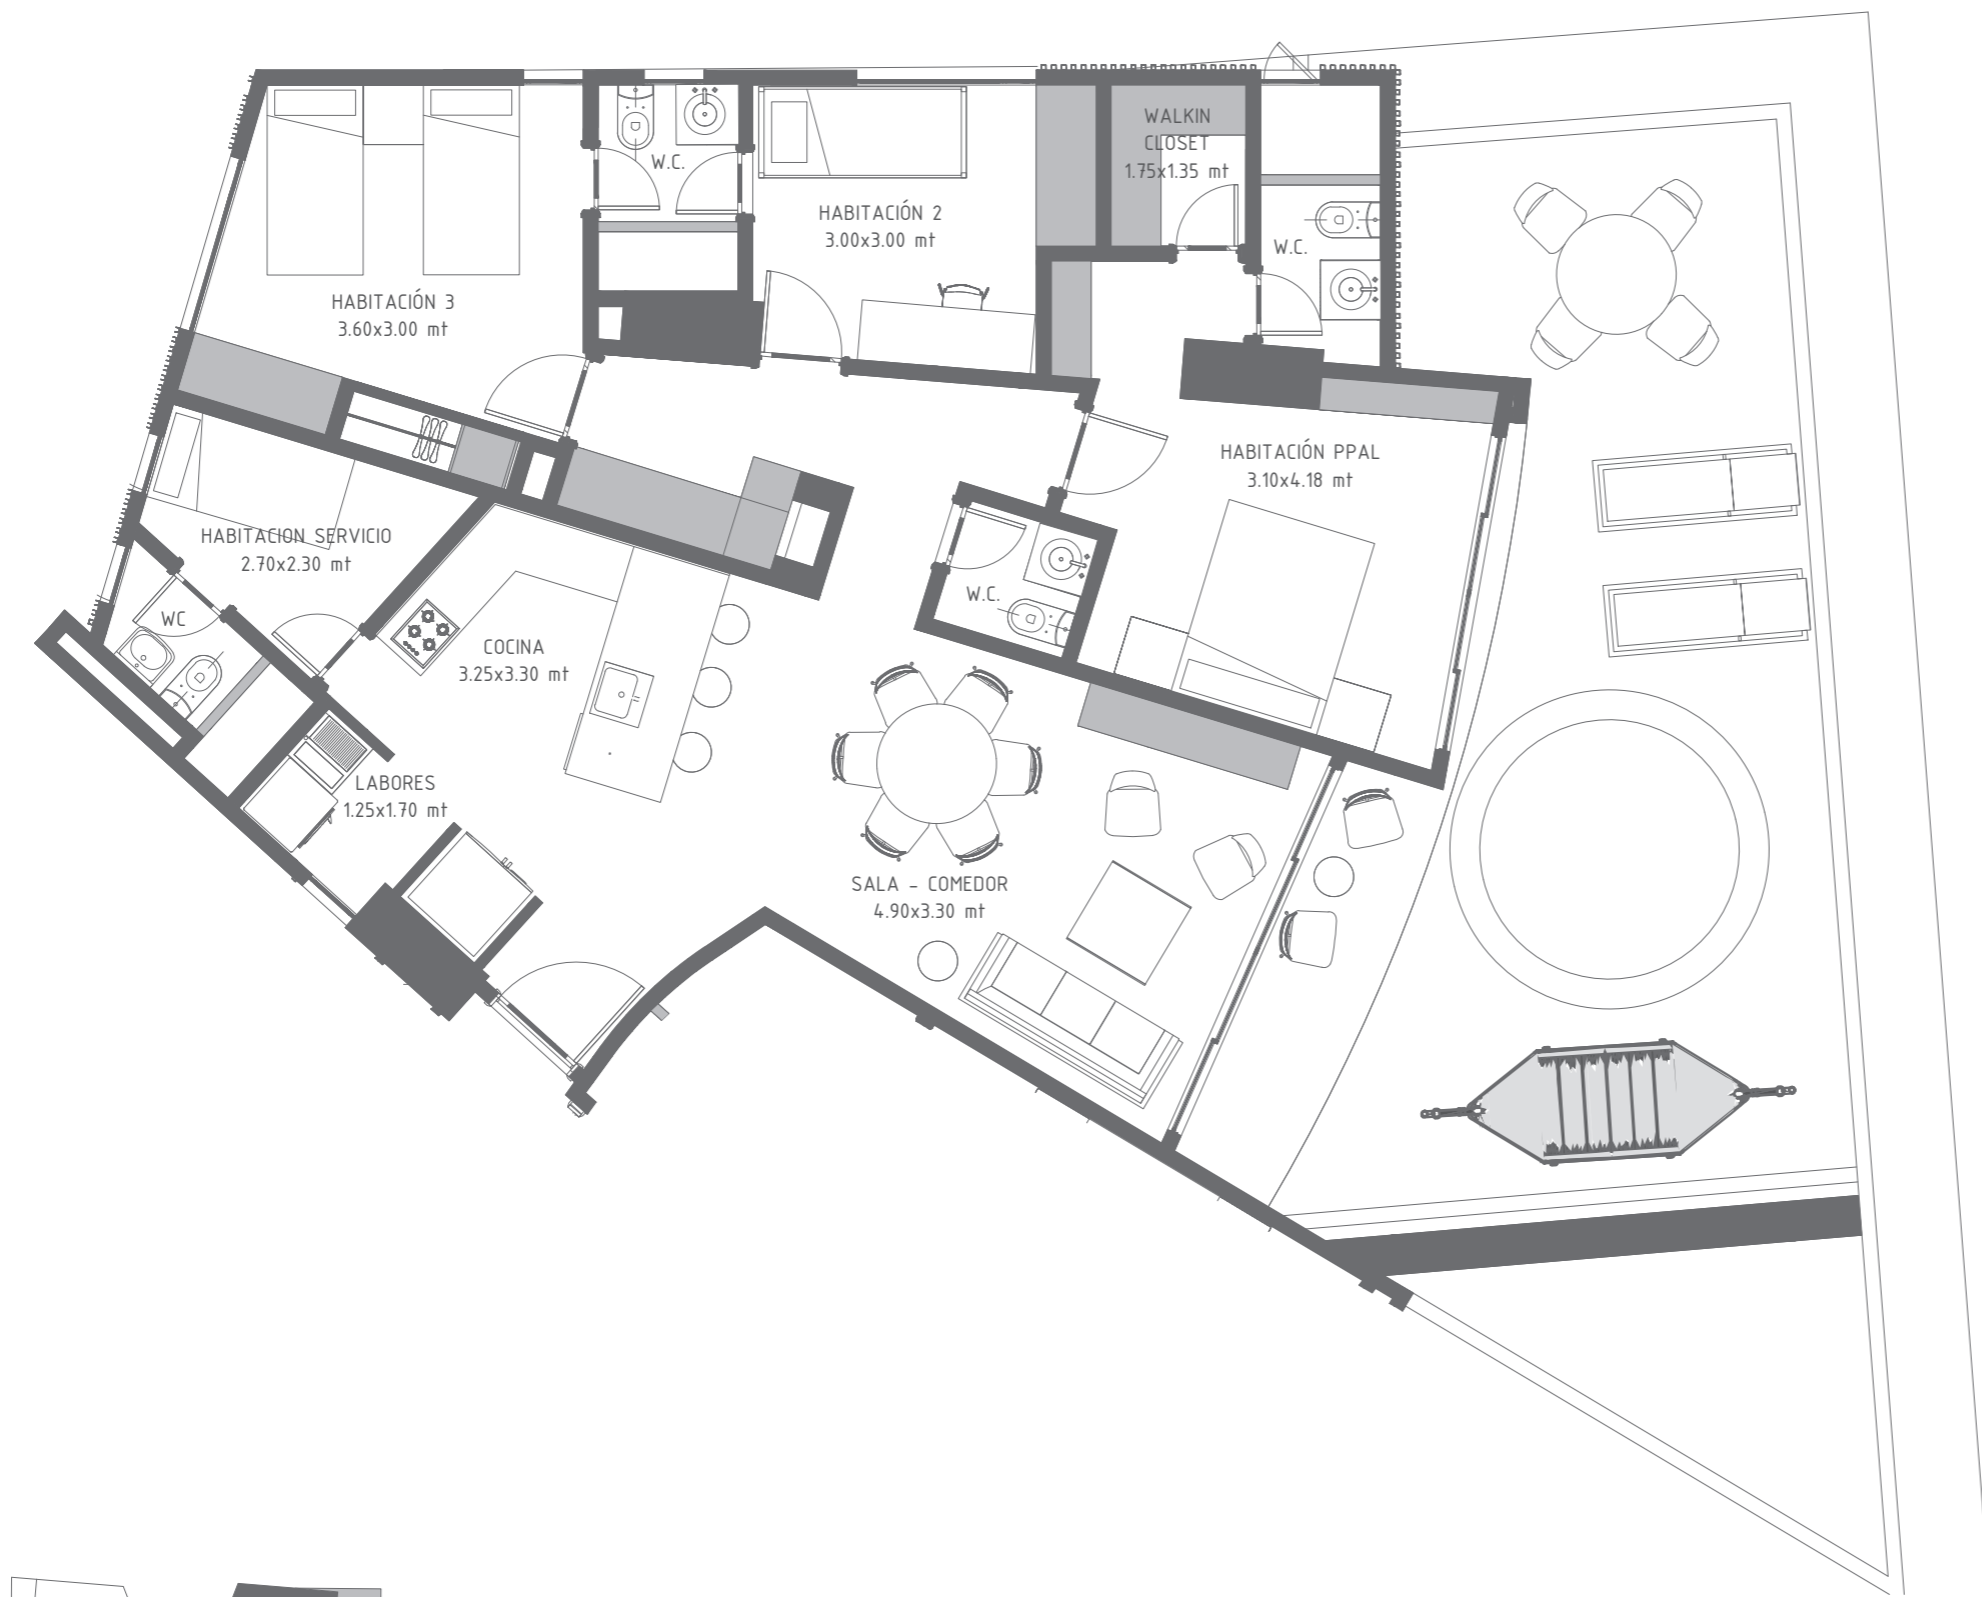 WALKIN
CLOSET
1.75x1.35 mt
W.C.
HABITACIÓN 2
3.00x3.00 mt
W.C.
HABITACIÓN 3
3.60x3.00 mt
HABITACIÓN PPAL
3.10x4.18 mt
HABITACION SERVICIO
2.70x2.30 mt
W.C.
WC
COCINA
3.25x3.30 mt
LABORES
1.25x1.70 mt
SALA - COMEDOR
4.90x3.30 mt